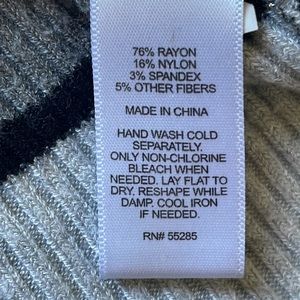 76% RAYON
16% NYLON
3% SPANDEX
5% OTHER FIBERS
MADE IN CHINA
HAND WASH COLD
SEPARATELY.
ONLY NON-CHLORINE
BLEACH WHEN
NEEDED. LAY FLAT TO
DRY. RESHAPE WHILE
DAMP. COOL IRON
IF NEEDED.
RN# 55285